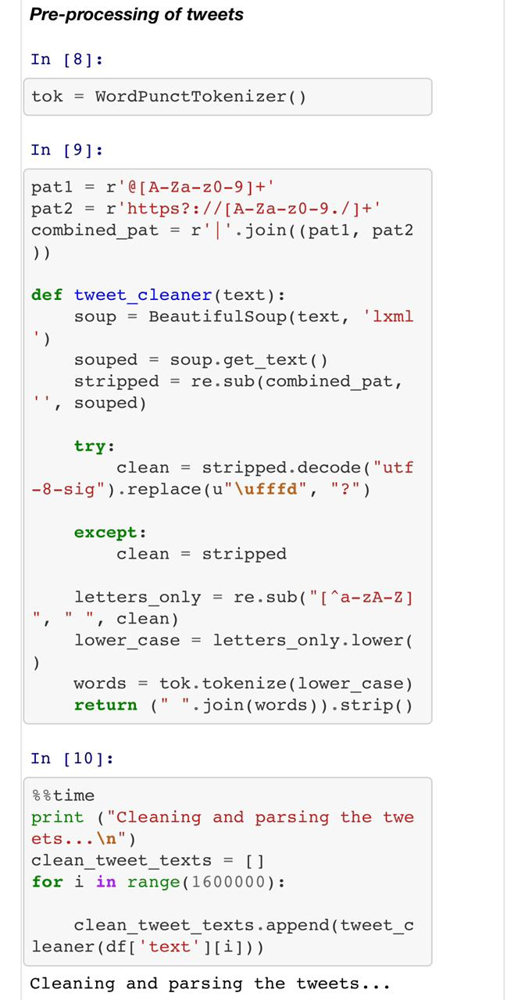 Pre-processing of tweets
In [8]:
tok = WordPunctTokenizer()
In [9]:
pat1 = r'@[A-Za-z0-9]+'
pat2 = r'https?://[A-Za-z0-9./]+'
combined_pat = r'|'.join((pat1, pat2
))
def tweet_cleaner(text):
    soup = BeautifulSoup(text, 'lxml
')
    souped = soup.get_text()
    stripped = re.sub(combined_pat,
'', souped)
    try:
        clean = stripped.decode("utf
-8-sig").replace(u"\ufffd", "?")
    except:
        clean = stripped
    letters_only = re.sub("[^a-zA-Z]
", " ", clean)
    lower_case = letters_only.lower(
)
    words = tok.tokenize(lower_case)
    return (" ".join(words)).strip()
In [10]:
%%time
print ("Cleaning and parsing the twe
ets...\n")
clean_tweet_texts = []
for i in range(1600000):
    clean_tweet_texts.append(tweet_c
leaner(df['text'][i]))
Cleaning and parsing the tweets...